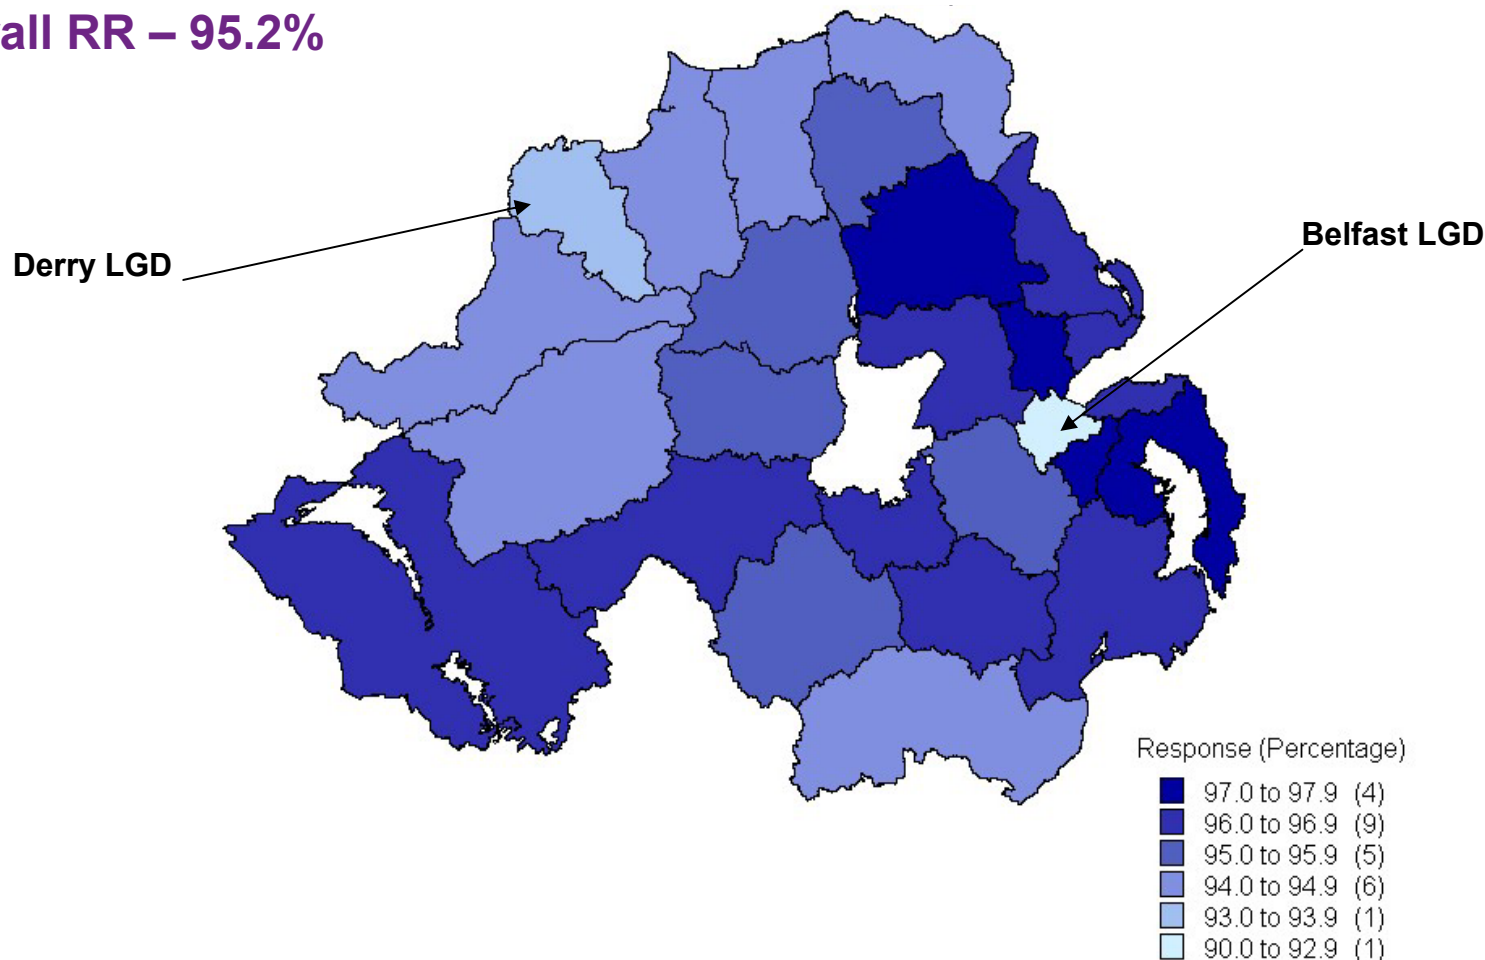 all RR – 95.2%
Belfast LGD
Derry LGD
Response (Percentage)
97.0 to 97.9 (4)
96.0 to 96.9 (9)
95.0 to 95.9 (5)
94.0 to 94.9 (6)
93.0 to 93.9 (1)
90.0 to 92.9 (1)